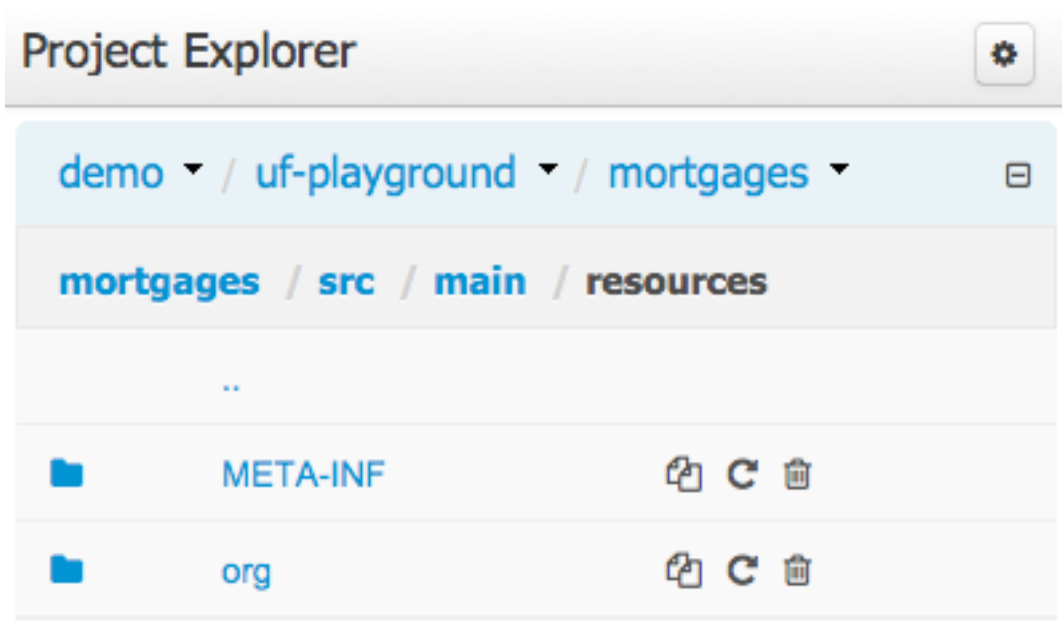 Project Explorer
demo / uf-playground / mortgages
mortgages / src / main / resources
..
META-INF
org